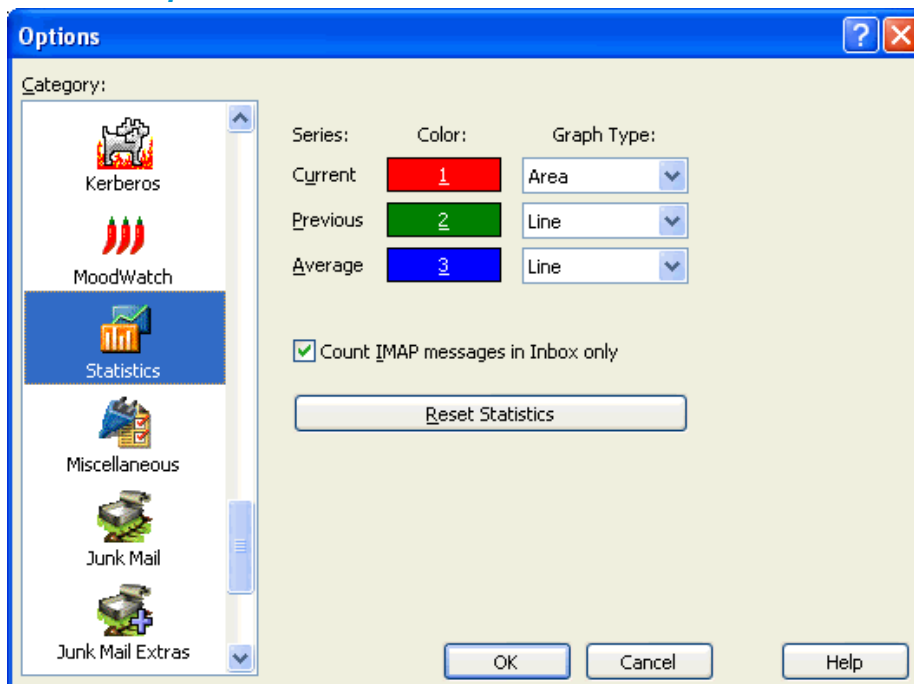 Options
Category:
Kerberos
MoodWatch
Statistics
Miscellaneous
Junk Mail
Junk Mail Extras
Series: Color: Graph Type:
Current 1 Area
Previous 2 Line
Average 3 Line
Count IMAP messages in Inbox only
Reset Statistics
OK Cancel Help